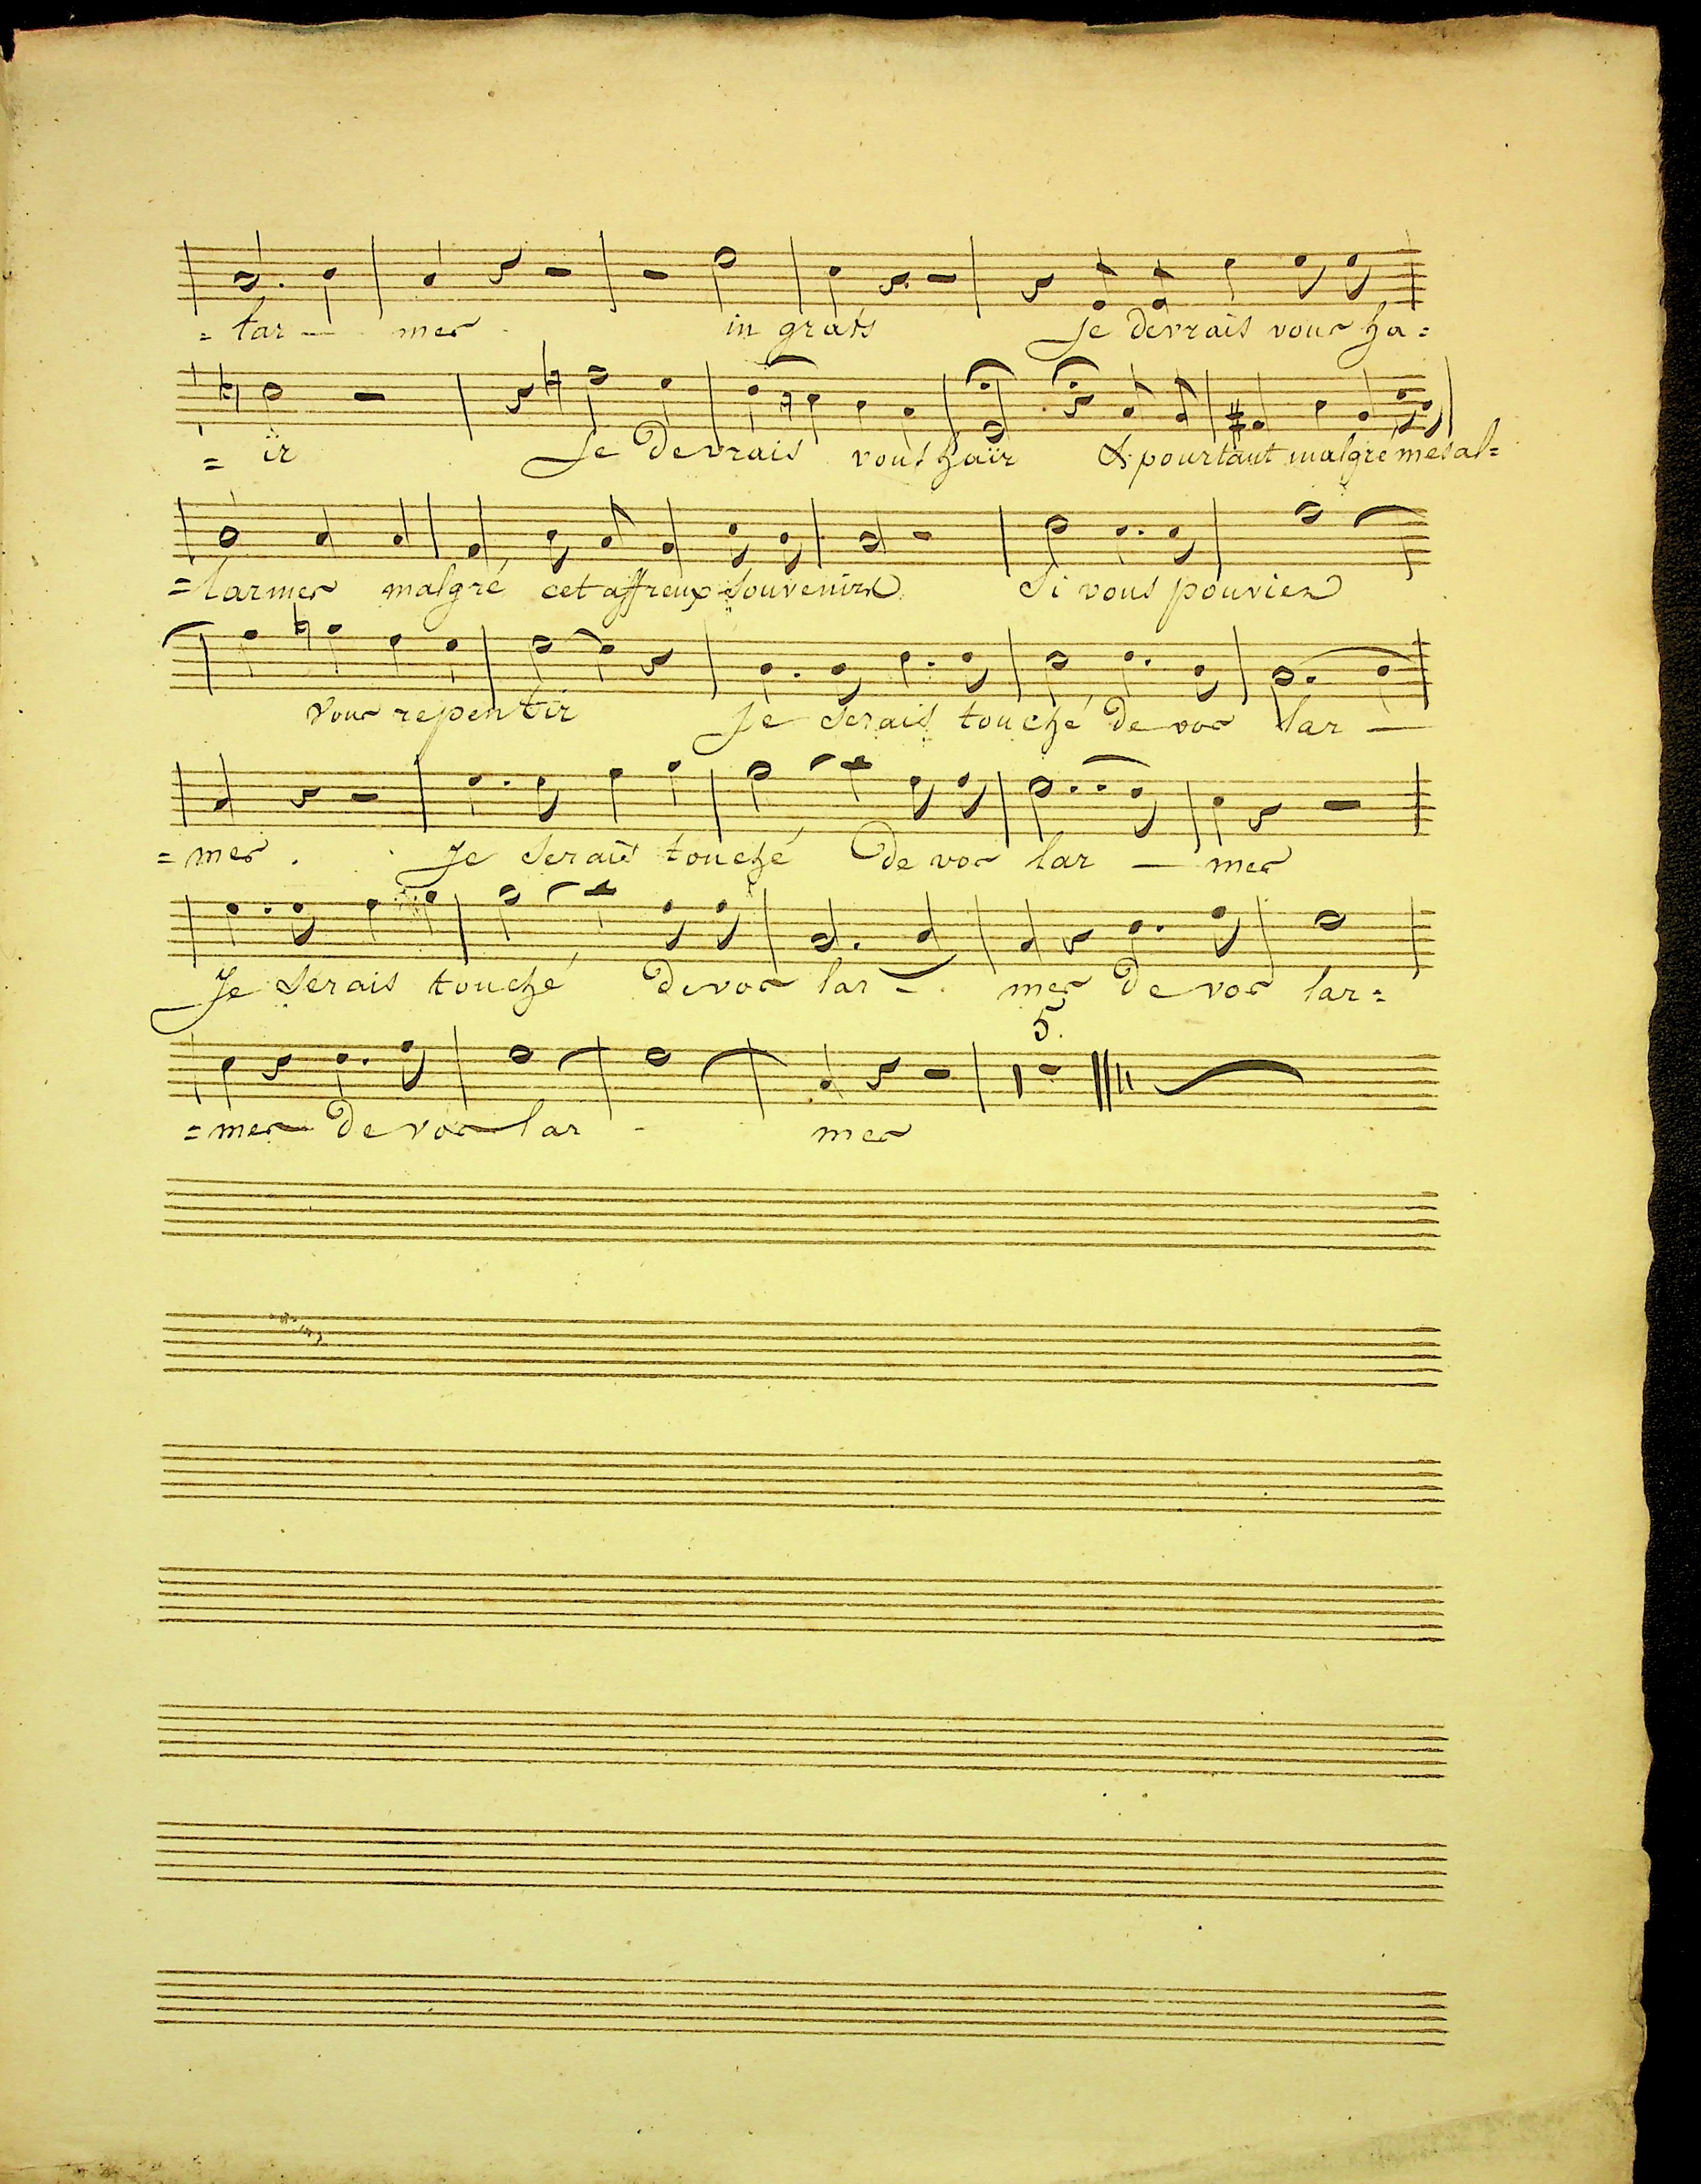 = lar — mes in grats Je devrais vous ha =
= ïr Je devrais vous haïr & pourtant malgré mes al =
= larmes malgré cet affreux souvenirs Si vous pouviez
vous repentir Je serais touché de vos lar —
= mes. Je serais touché de vos lar — mes
Je serais touché de vos lar - mes de vos lar =
5.
= mes de vos lar - mes